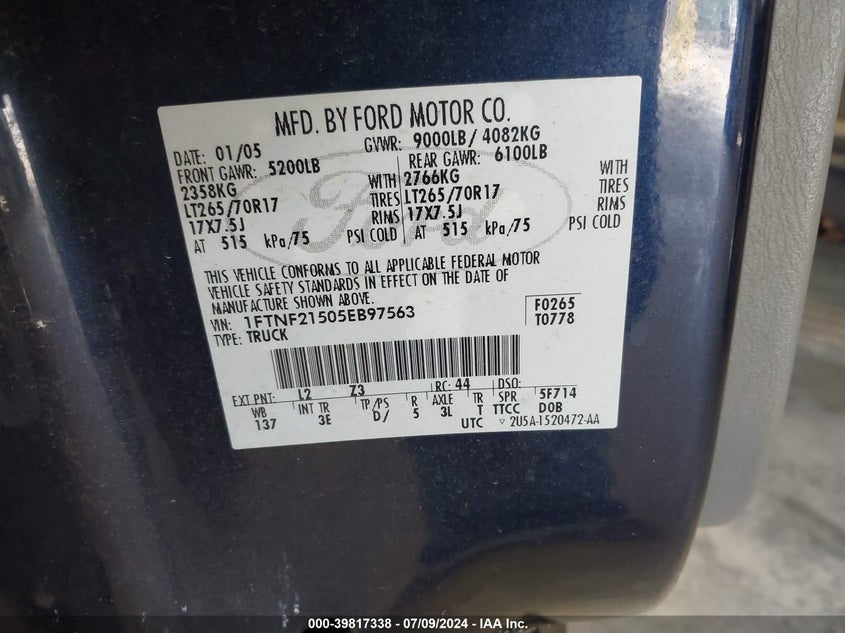 MFD. BY FORD MOTOR CO.
DATE: 01/05 GVWR: 9000LB/ 4082KG
FRONT GAWR: 5200LB REAR GAWR: 6100LB
2358KG WITH 2766KG WITH
LT265/70R17 TIRES LT265/70R17 TIRES
17X7.5J RIMS 17X7.5J RIMS
AT 515 kPa/75 PSI COLD AT 515 kPa/75 PSI COLD
THIS VEHICLE CONFORMS TO ALL APPLICABLE FEDERAL MOTOR
VEHICLE SAFETY STANDARDS IN EFFECT ON THE DATE OF
MANUFACTURE SHOWN ABOVE.
VIN: 1FTNF21505EB97563 F0265
TYPE: TRUCK T0778
EXT PNT: L2 Z3 RC: 44 DSO:
WB INT TR TP/PS R AXLE TR SPR 5F714
137 3E D/ 5 3L T TTCC DOB
UTC ▽ 2U5A-1520472-AA
Ford
000-39817338 | 07/09/2024 | IAAI.com